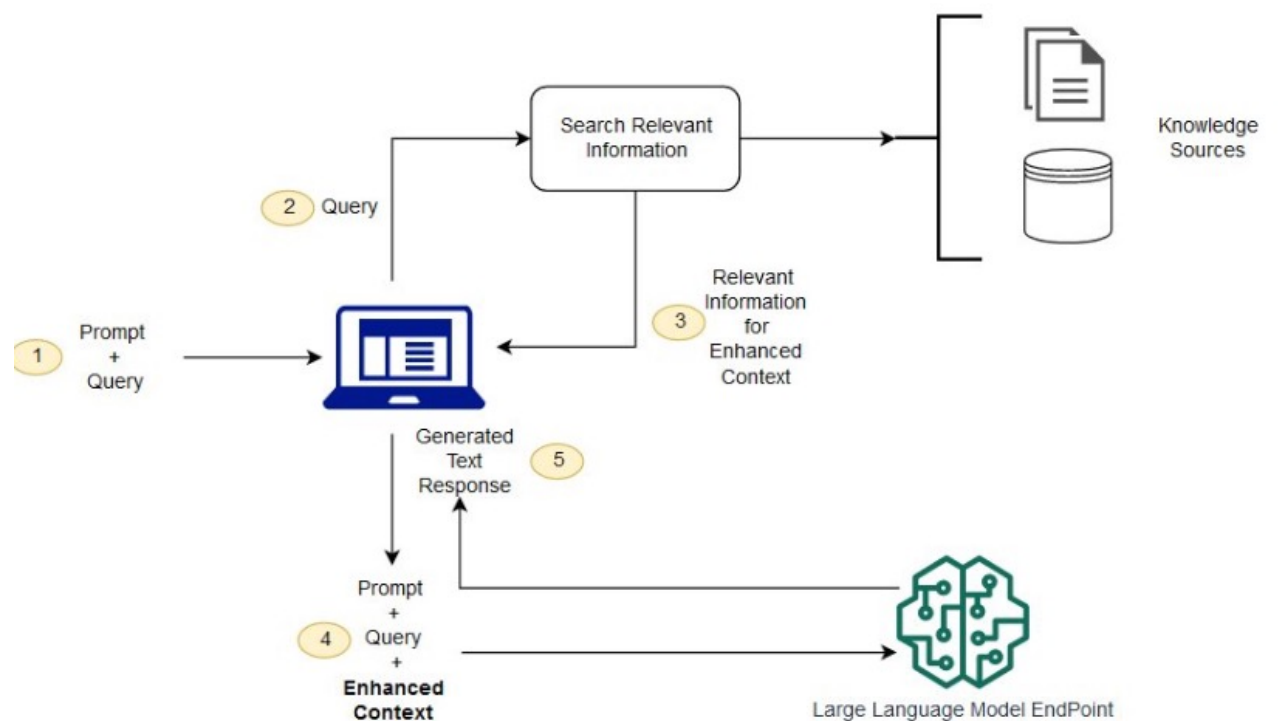 Search Relevant
Information
Knowledge
Sources
2 Query
Relevant
Information
for
Enhanced
Context
3
1
Prompt
+
Query
Generated
Text
Response
5
Prompt
+
Query
+
Enhanced
Context
4
Large Language Model EndPoint